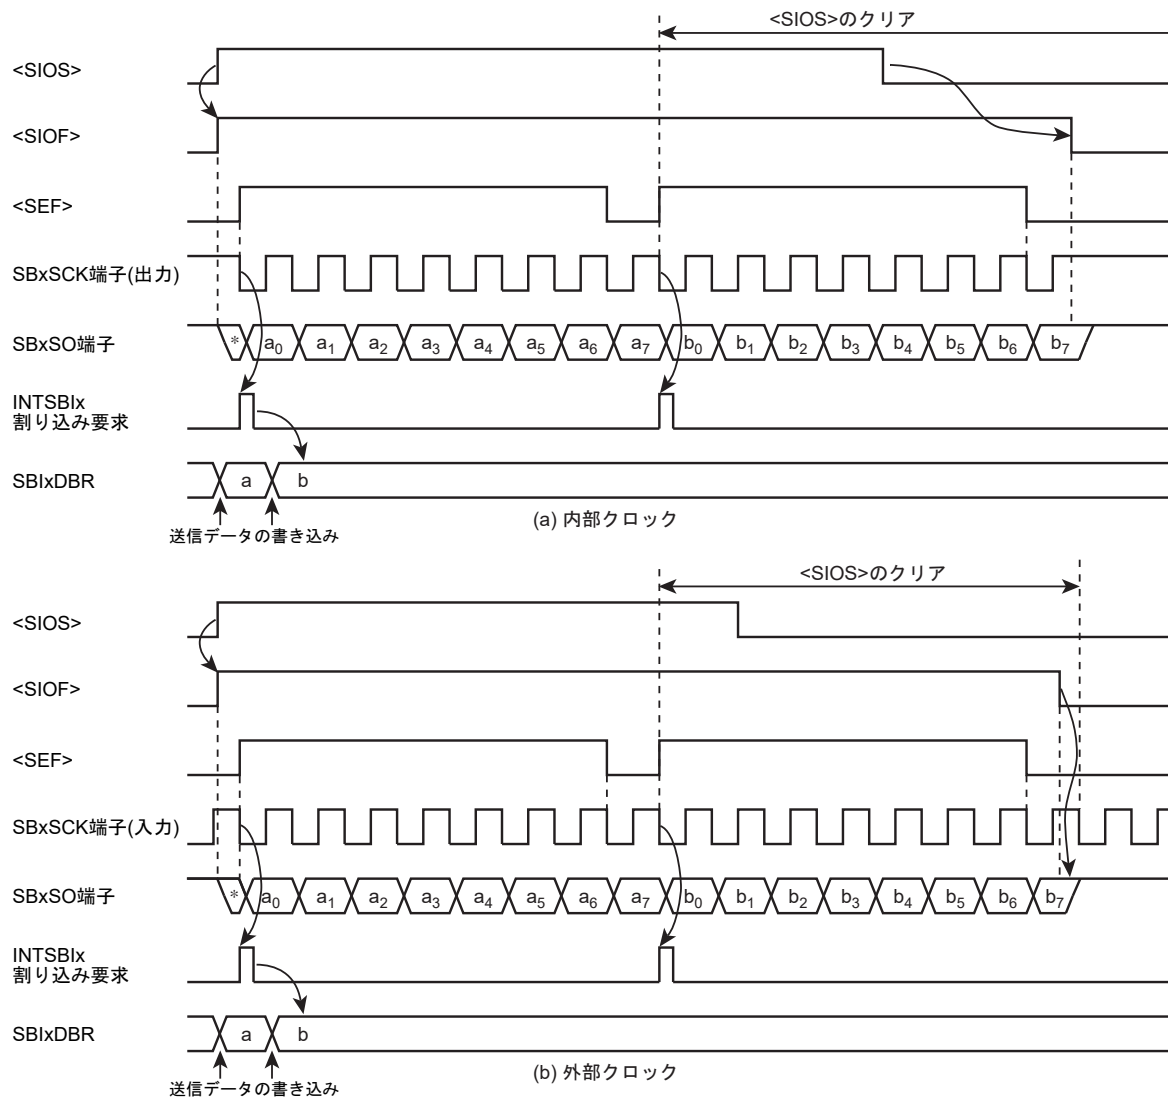 <SIOS>のクリア
<SIOS>
<SIOF>
<SEF>
SBxSCK端子(出力)
SBxSO端子
* a0 a1 a2 a3 a4 a5 a6 a7 b0 b1 b2 b3 b4 b5 b6 b7
INTSBIx
割り込み要求
SBIxDBR
a b
送信データの書き込み
(a) 内部クロック
<SIOS>のクリア
<SIOS>
<SIOF>
<SEF>
SBxSCK端子(入力)
SBxSO端子
* a0 a1 a2 a3 a4 a5 a6 a7 b0 b1 b2 b3 b4 b5 b6 b7
INTSBIx
割り込み要求
SBIxDBR
a b
送信データの書き込み
(b) 外部クロック